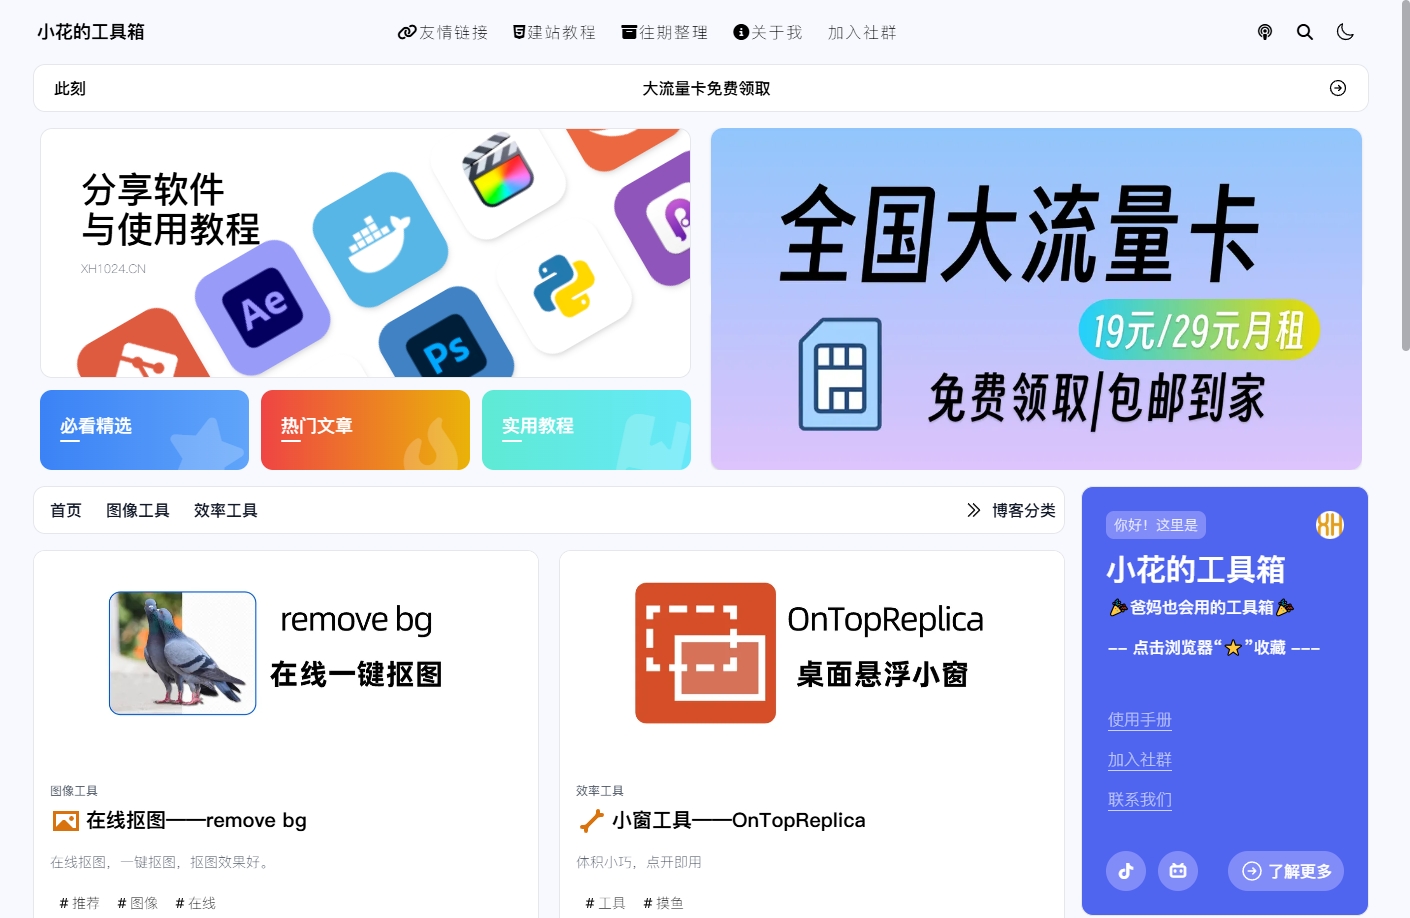 小花的工具箱
友情链接
建站教程
往期整理
关于我
加入社群
此刻
大流量卡免费领取
分享软件
与使用教程
XH1024.CN
Ae
Ps
全国大流量卡
19元/29元月租
免费领取|包邮到家
必看精选
热门文章
实用教程
首页
图像工具
效率工具
博客分类
remove bg
在线一键抠图
图像工具
在线抠图——remove bg
在线抠图，一键抠图，抠图效果好。
# 推荐 # 图像 # 在线
OnTopReplica
桌面悬浮小窗
效率工具
小窗工具——OnTopReplica
体积小巧，点开即用
# 工具 # 摸鱼
你好！这里是
XH
小花的工具箱
🎉爸妈也会用的工具箱🎉
—— 点击浏览器“⭐”收藏 ———
使用手册
加入社群
联系我们
了解更多